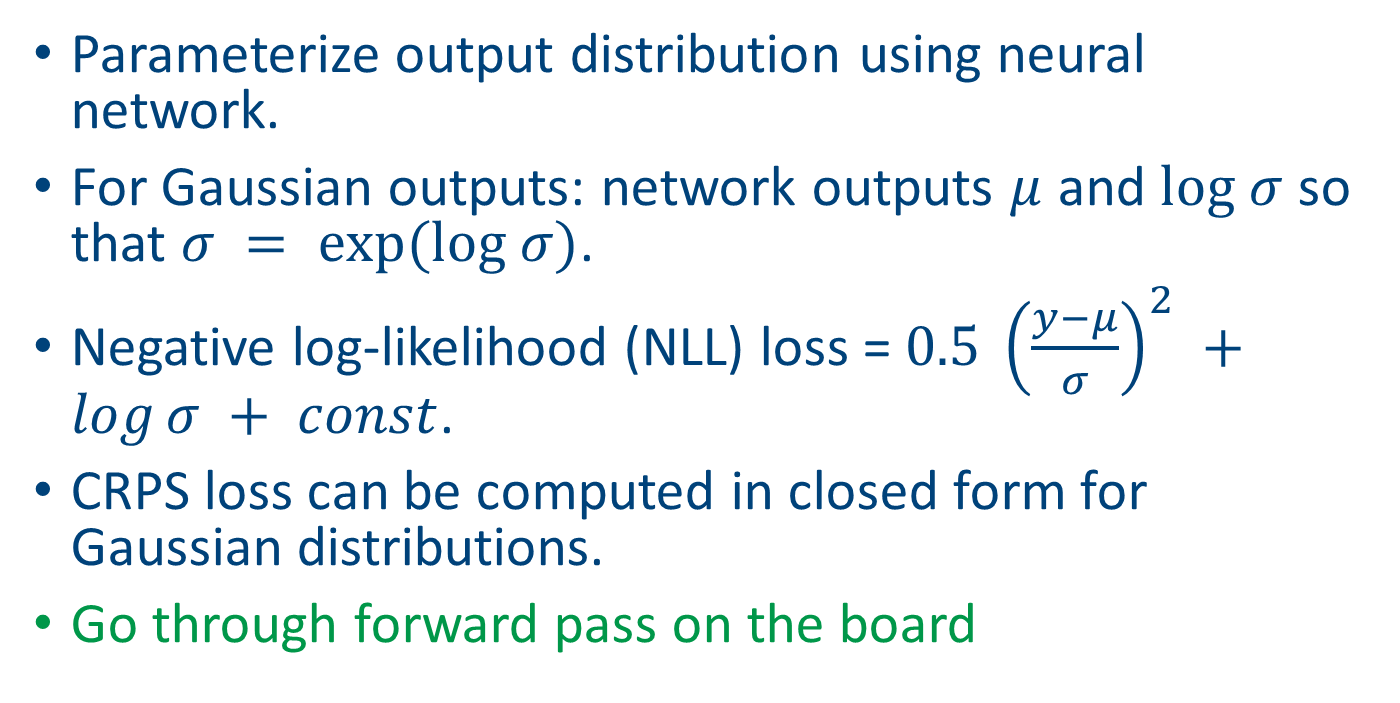 • Parameterize output distribution using neural
network.
• For Gaussian outputs: network outputs μ and log σ so
that σ = exp(log σ).
• Negative log-likelihood (NLL) loss = 0.5 ((y−μ)/σ)² +
log σ + const.
• CRPS loss can be computed in closed form for
Gaussian distributions.
• Go through forward pass on the board